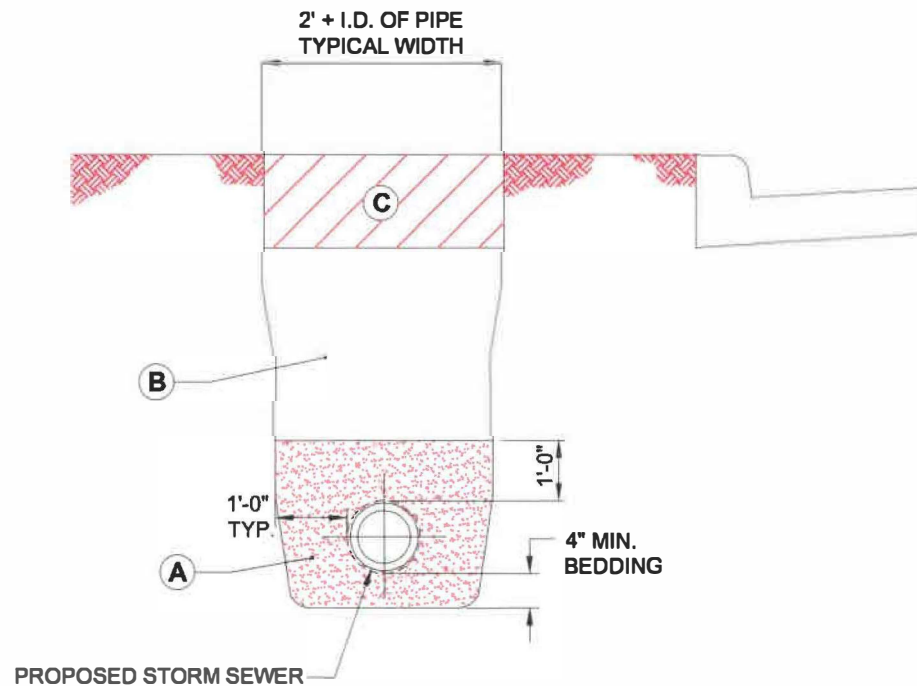 2' + I.D. OF PIPE
TYPICAL WIDTH
C
B
1'-0"
1'-0"
TYP.
4" MIN.
BEDDING
A
PROPOSED STORM SEWER